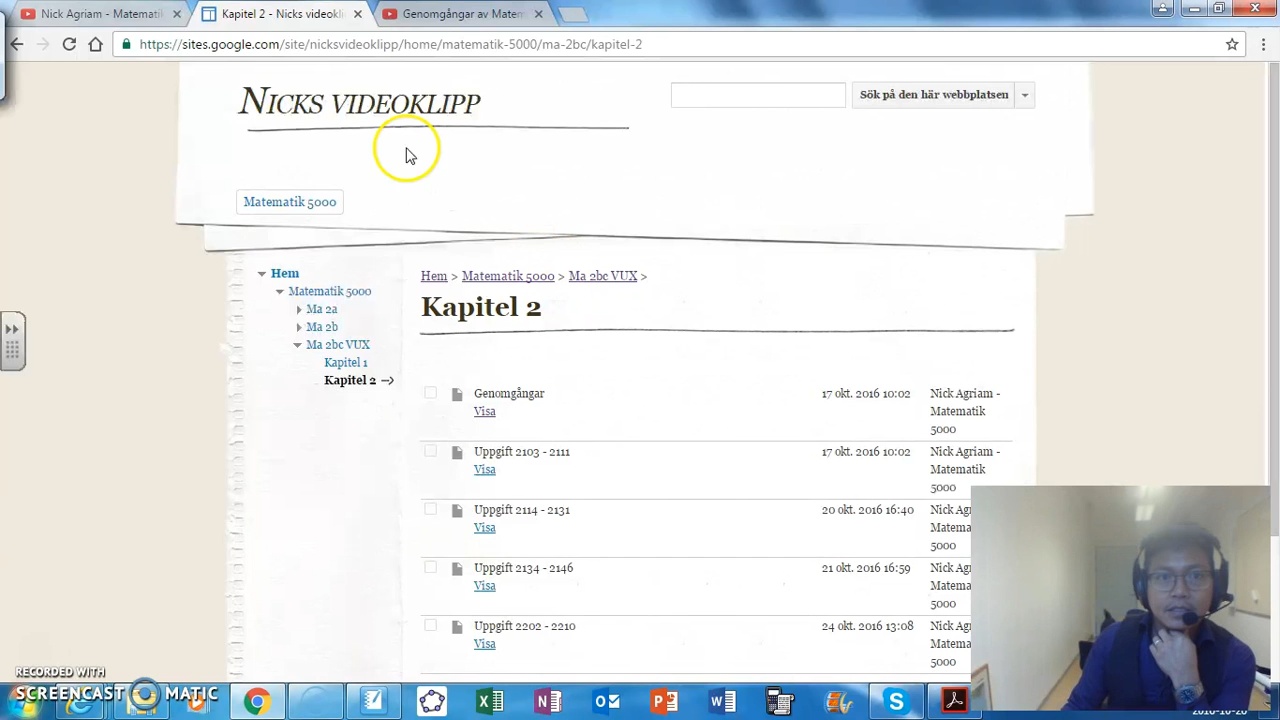 Nick Agriam - Matemati
Kapitel 2 - Nicks videokli
Genomgångar av Matem
https://sites.google.com/site/nicksvideoklipp/home/matematik-5000/ma-2bc/kapitel-2
NICKS VIDEOKLIPP
Sök på den här webbplatsen
Matematik 5000
Hem
Matematik 5000
Ma 2a
Ma 2b
Ma 2bc VUX
Kapitel 1
Kapitel 2
Hem > Matematik 5000 > Ma 2bc VUX >
Kapitel 2
Genomgångar 17 okt. 2016 10:02 Nick Agriam -
Visa Matematik
5000
Uppgift 2103 - 2111 17 okt. 2016 10:02 Nick Agriam -
Visa Matematik
Uppgift 2114 - 2131 20 okt. 2016 16:46 Nick Ag
Visa
5000
Uppgift 2134 - 2146 21 okt. 2016 16:59 Nick Ag
Visa
Uppgift 2202 - 2210 24 okt. 2016 13:08
Visa
RECORDED WITH
SCREENCAST MATIC